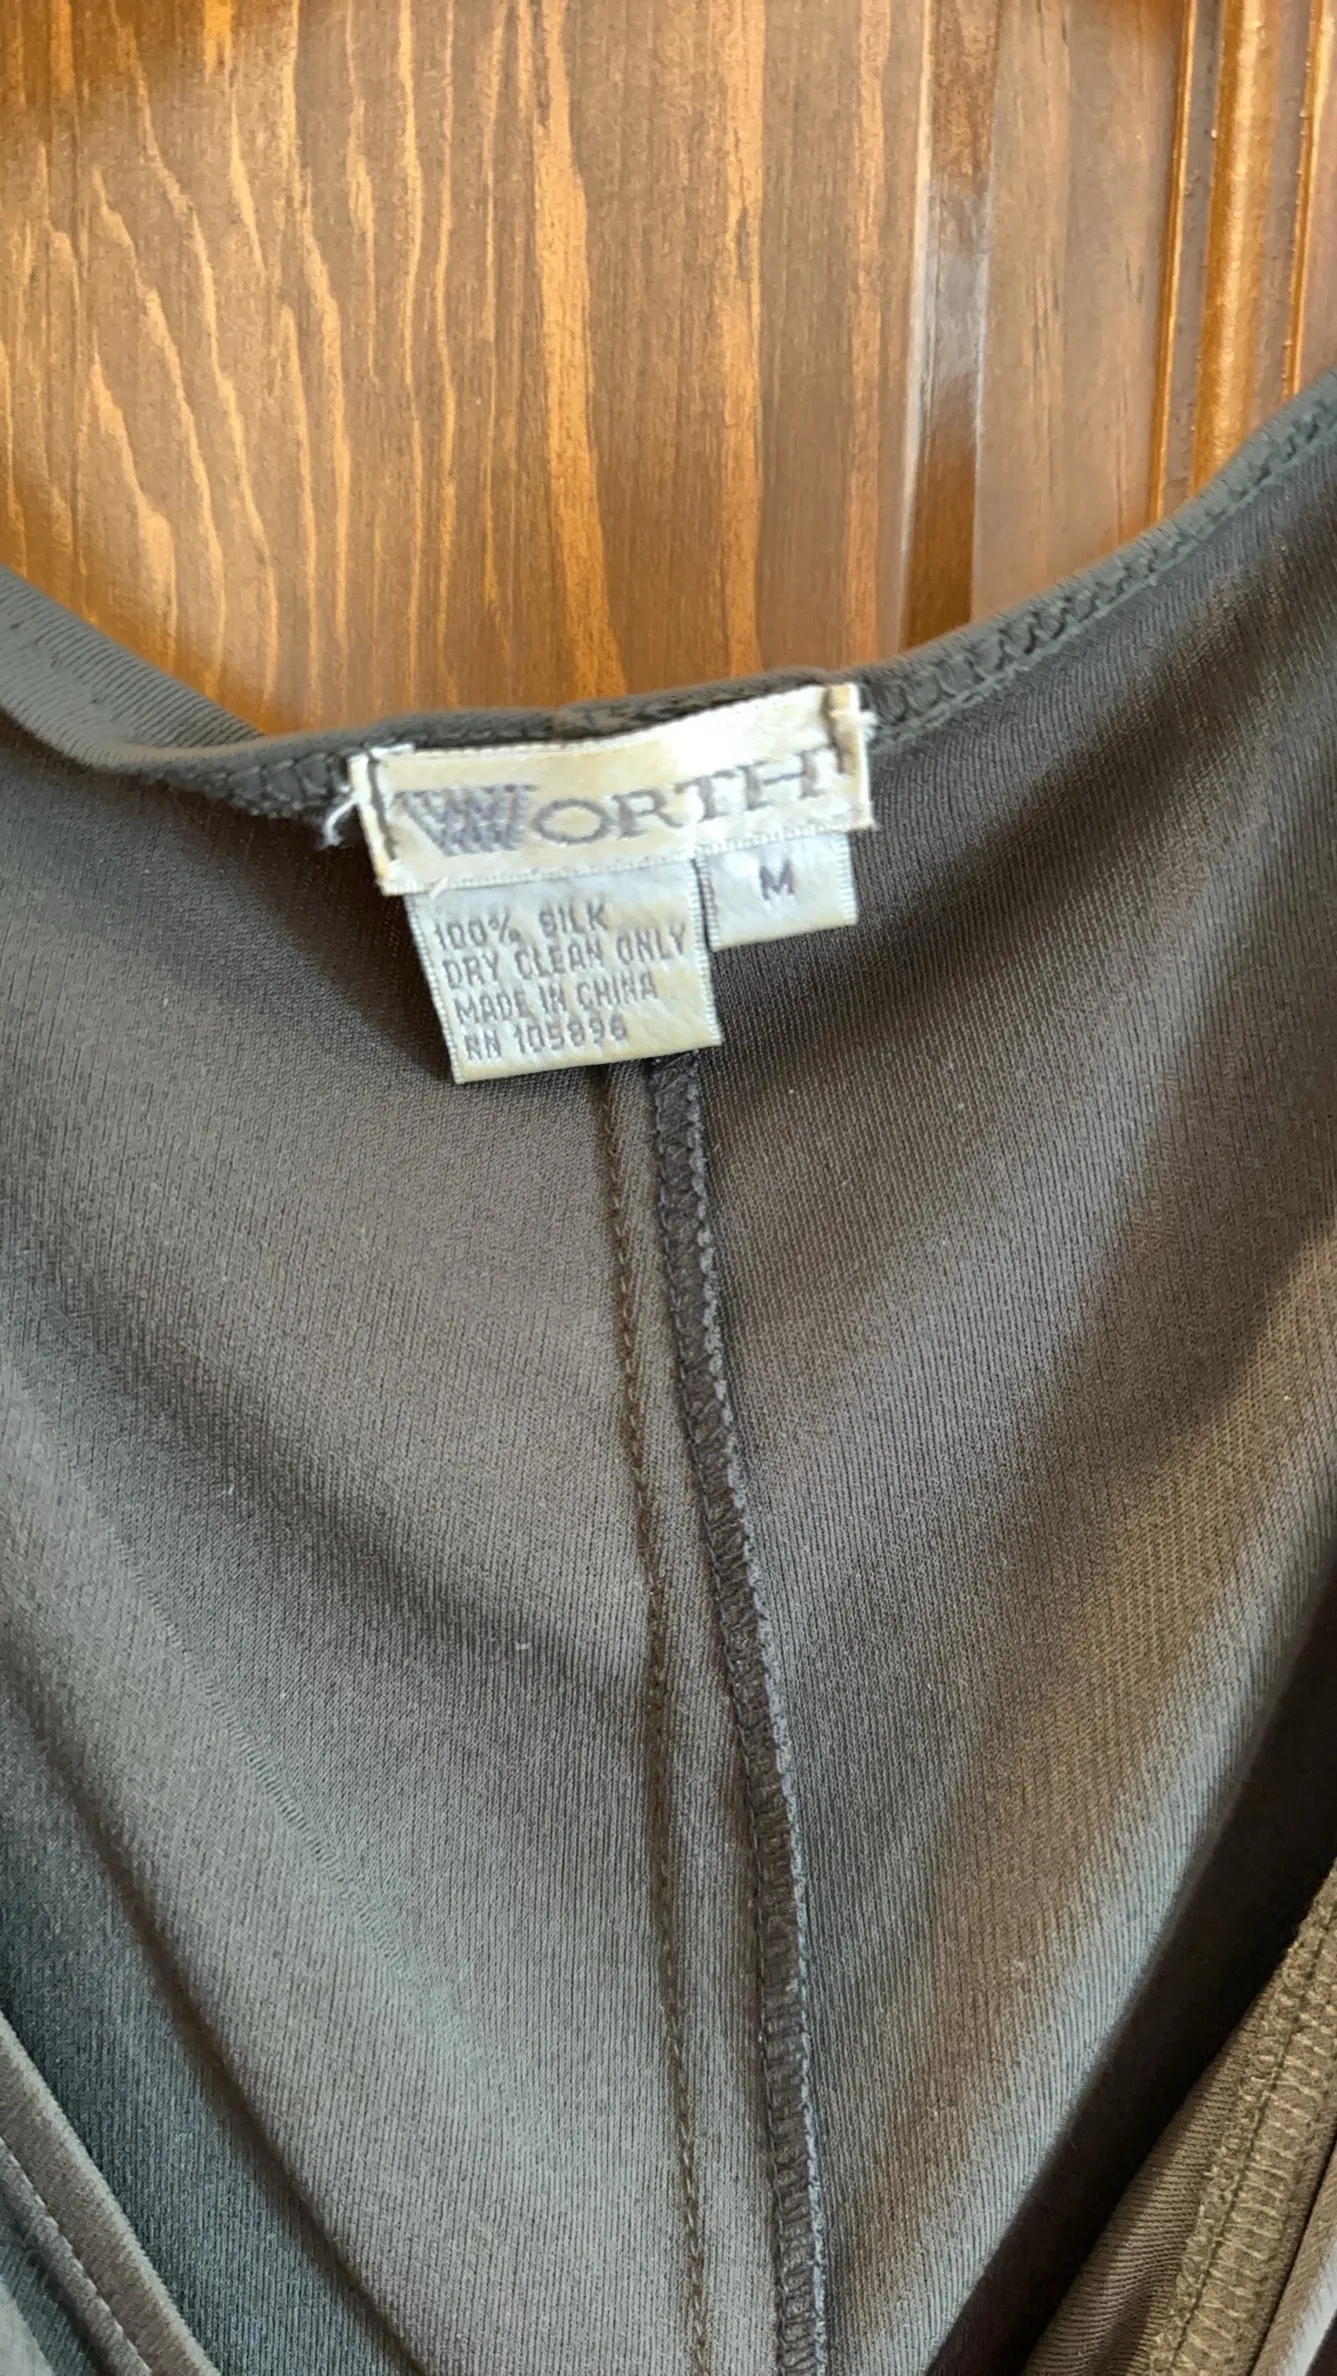 WORTH
M
100% SILK
DRY CLEAN ONLY
MADE IN CHINA
RN 105896